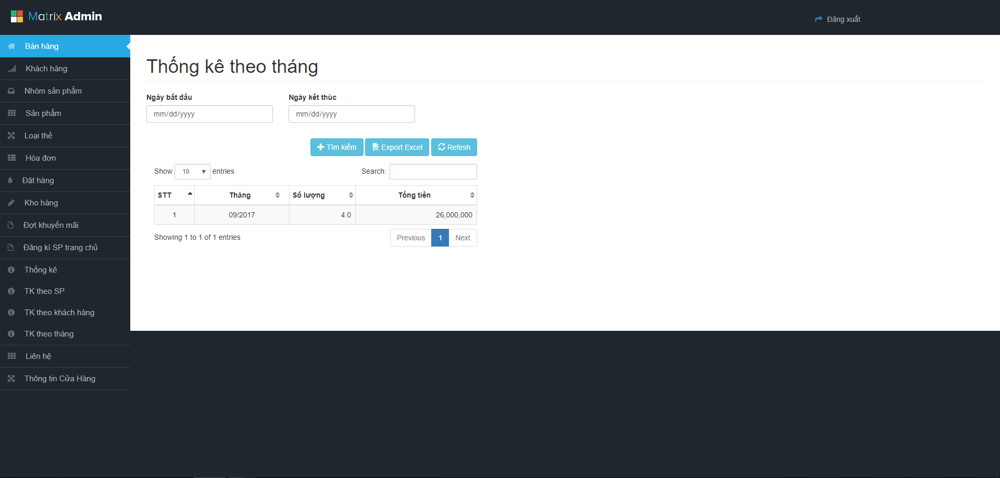 Matrix Admin
Đăng xuất
Bán hàng
Khách hàng
Nhóm sản phẩm
Sản phẩm
Loại thẻ
Hóa đơn
Đặt hàng
Kho hàng
Đợt khuyến mãi
Đăng kí SP trang chủ
Thống kê
TK theo SP
TK theo khách hàng
TK theo tháng
Liên hệ
Thông tin Cửa Hàng
Thống kê theo tháng
Ngày bắt đầu Ngày kết thúc
mm/dd/yyyy mm/dd/yyyy
Tìm kiếm Export Excel Refesh
Show 10 entries Search:
STT Tháng Số lượng Tổng tiền
1 09/2017 4.0 26,000,000
Showing 1 to 1 of 1 entries Previous 1 Next